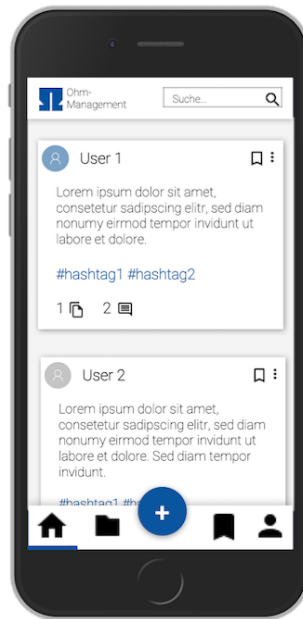 Ohm-
Management
Suche...
User 1
Lorem ipsum dolor sit amet,
consetetur sadipscing elitr, sed diam
nonumy eirmod tempor invidunt ut
labore et dolore.
#hashtag1 #hashtag2
1 2
User 2
Lorem ipsum dolor sit amet,
consetetur sadipscing elitr, sed diam
nonumy eirmod tempor invidunt ut
labore et dolore. Sed diam tempor
invidunt.
#hashtag1
+